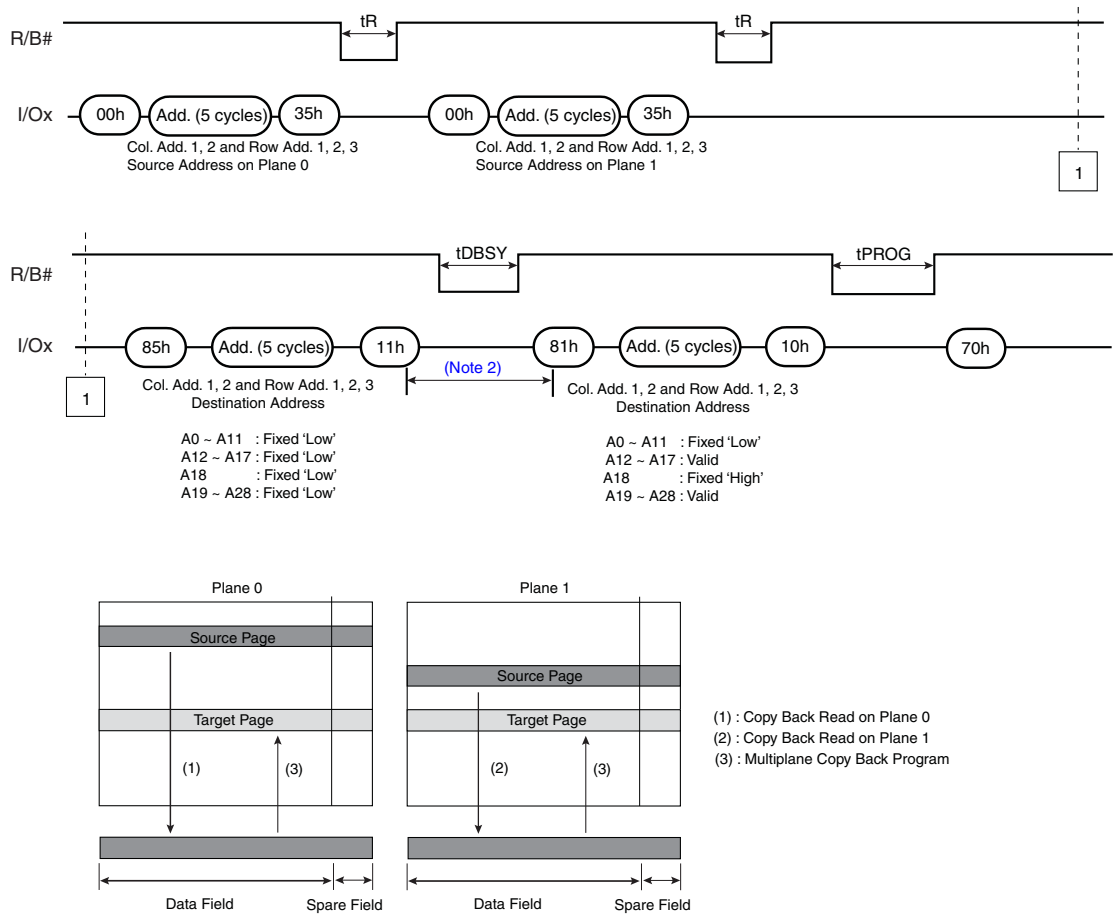 tR
tR
R/B#
I/Ox
00h
Add. (5 cycles)
35h
00h
Add. (5 cycles)
35h
Col. Add. 1, 2 and Row Add. 1, 2, 3
Source Address on Plane 0
Col. Add. 1, 2 and Row Add. 1, 2, 3
Source Address on Plane 1
1
tDBSY
tPROG
R/B#
I/Ox
85h
Add. (5 cycles)
11h
81h
Add. (5 cycles)
10h
70h
(Note 2)
1
Col. Add. 1, 2 and Row Add. 1, 2, 3
Destination Address
Col. Add. 1, 2 and Row Add. 1, 2, 3
Destination Address
A0 ~ A11 : Fixed ‘Low’
A12 ~ A17 : Fixed ‘Low’
A18 : Fixed ‘Low’
A19 ~ A28 : Fixed ‘Low’
A0 ~ A11 : Fixed ‘Low’
A12 ~ A17 : Valid
A18 : Fixed ‘High’
A19 ~ A28 : Valid
Plane 0
Plane 1
Source Page
Source Page
Target Page
Target Page
(1)
(3)
(2)
(3)
(1) : Copy Back Read on Plane 0
(2) : Copy Back Read on Plane 1
(3) : Multiplane Copy Back Program
Data Field
Spare Field
Data Field
Spare Field